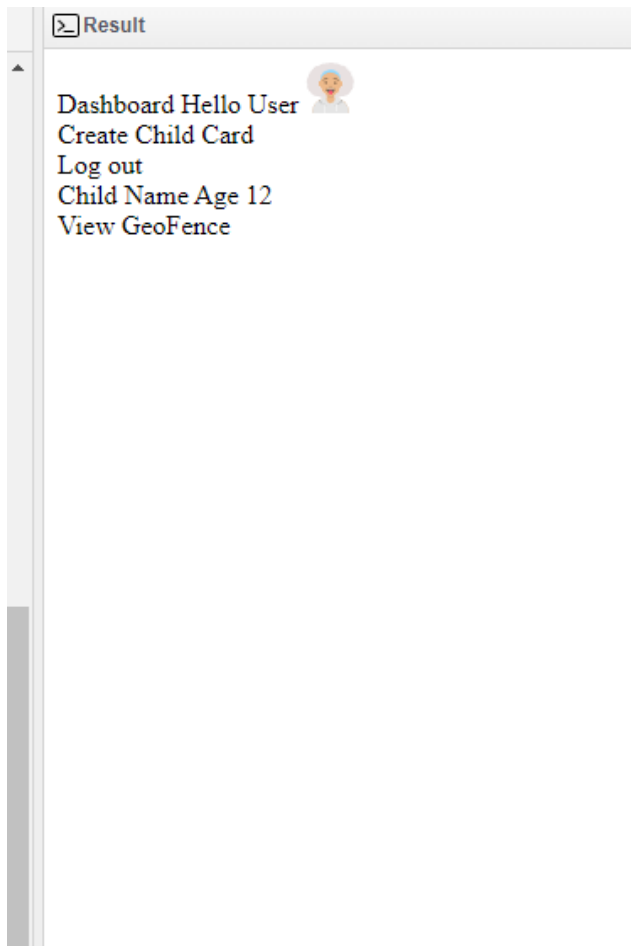 Result
Dashboard Hello User
Create Child Card
Log out
Child Name Age 12
View GeoFence